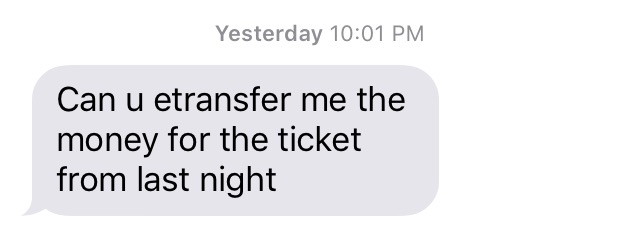 Yesterday 10:01 PM
Can u etransfer me the
money for the ticket
from last night